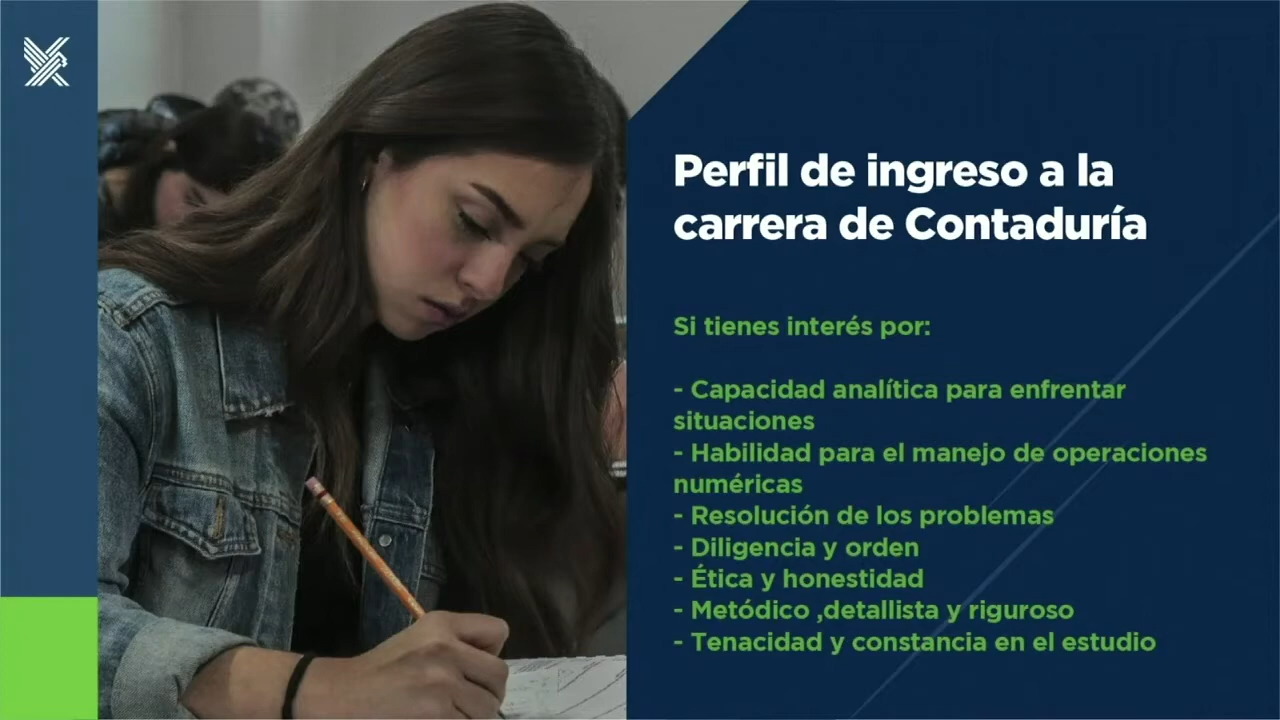 Perfil de ingreso a la
carrera de Contaduría
Si tienes interés por:
- Capacidad analítica para enfrentar
situaciones
- Habilidad para el manejo de operaciones
numéricas
- Resolución de los problemas
- Diligencia y orden
- Ética y honestidad
- Metódico ,detallista y riguroso
- Tenacidad y constancia en el estudio